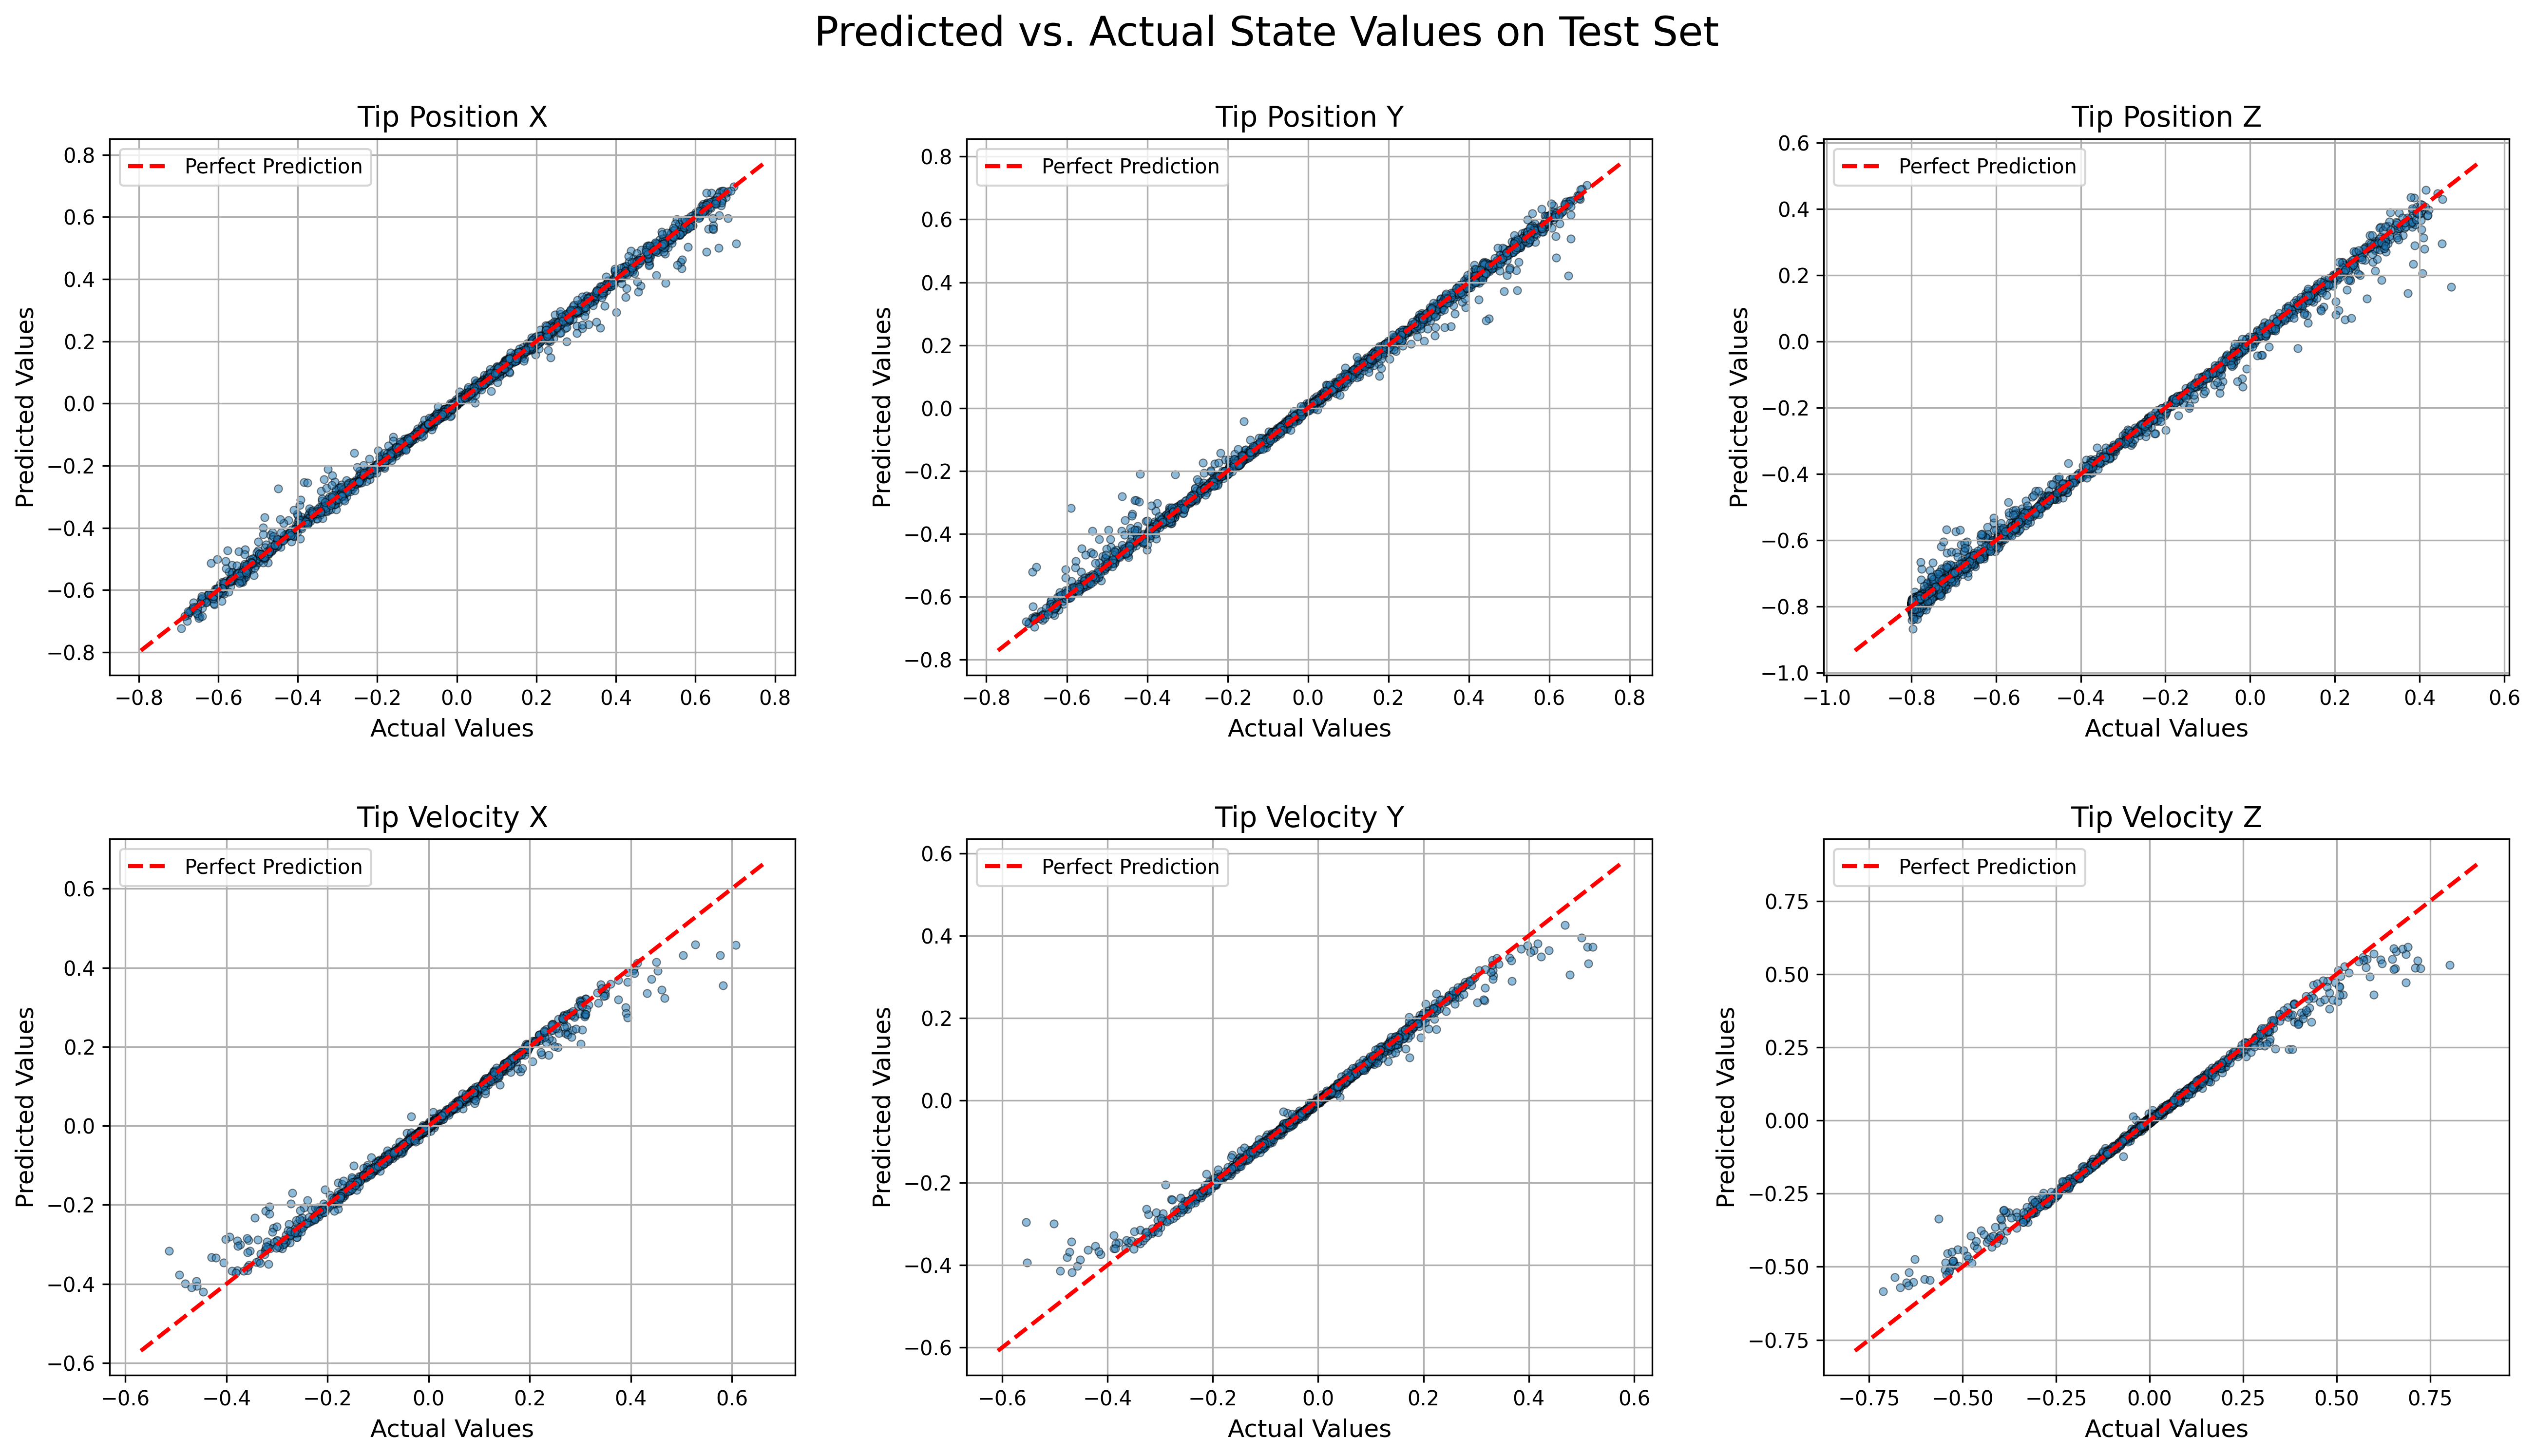 Predicted vs. Actual State Values on Test Set
Tip Position X
Perfect Prediction
Predicted Values
0.8
0.6
0.4
0.2
0.0
−0.2
−0.4
−0.6
−0.8
−0.8 −0.6 −0.4 −0.2 0.0 0.2 0.4 0.6 0.8
Actual Values
Tip Position Y
Perfect Prediction
Predicted Values
0.8
0.6
0.4
0.2
0.0
−0.2
−0.4
−0.6
−0.8
−0.8 −0.6 −0.4 −0.2 0.0 0.2 0.4 0.6 0.8
Actual Values
Tip Position Z
Perfect Prediction
Predicted Values
0.6
0.4
0.2
0.0
−0.2
−0.4
−0.6
−0.8
−1.0
−1.0 −0.8 −0.6 −0.4 −0.2 0.0 0.2 0.4 0.6
Actual Values
Tip Velocity X
Perfect Prediction
Predicted Values
0.6
0.4
0.2
0.0
−0.2
−0.4
−0.6
−0.6 −0.4 −0.2 0.0 0.2 0.4 0.6
Actual Values
Tip Velocity Y
Perfect Prediction
Predicted Values
0.6
0.4
0.2
0.0
−0.2
−0.4
−0.6
−0.6 −0.4 −0.2 0.0 0.2 0.4 0.6
Actual Values
Tip Velocity Z
Perfect Prediction
Predicted Values
0.75
0.50
0.25
0.00
−0.25
−0.50
−0.75
−0.75 −0.50 −0.25 0.00 0.25 0.50 0.75
Actual Values